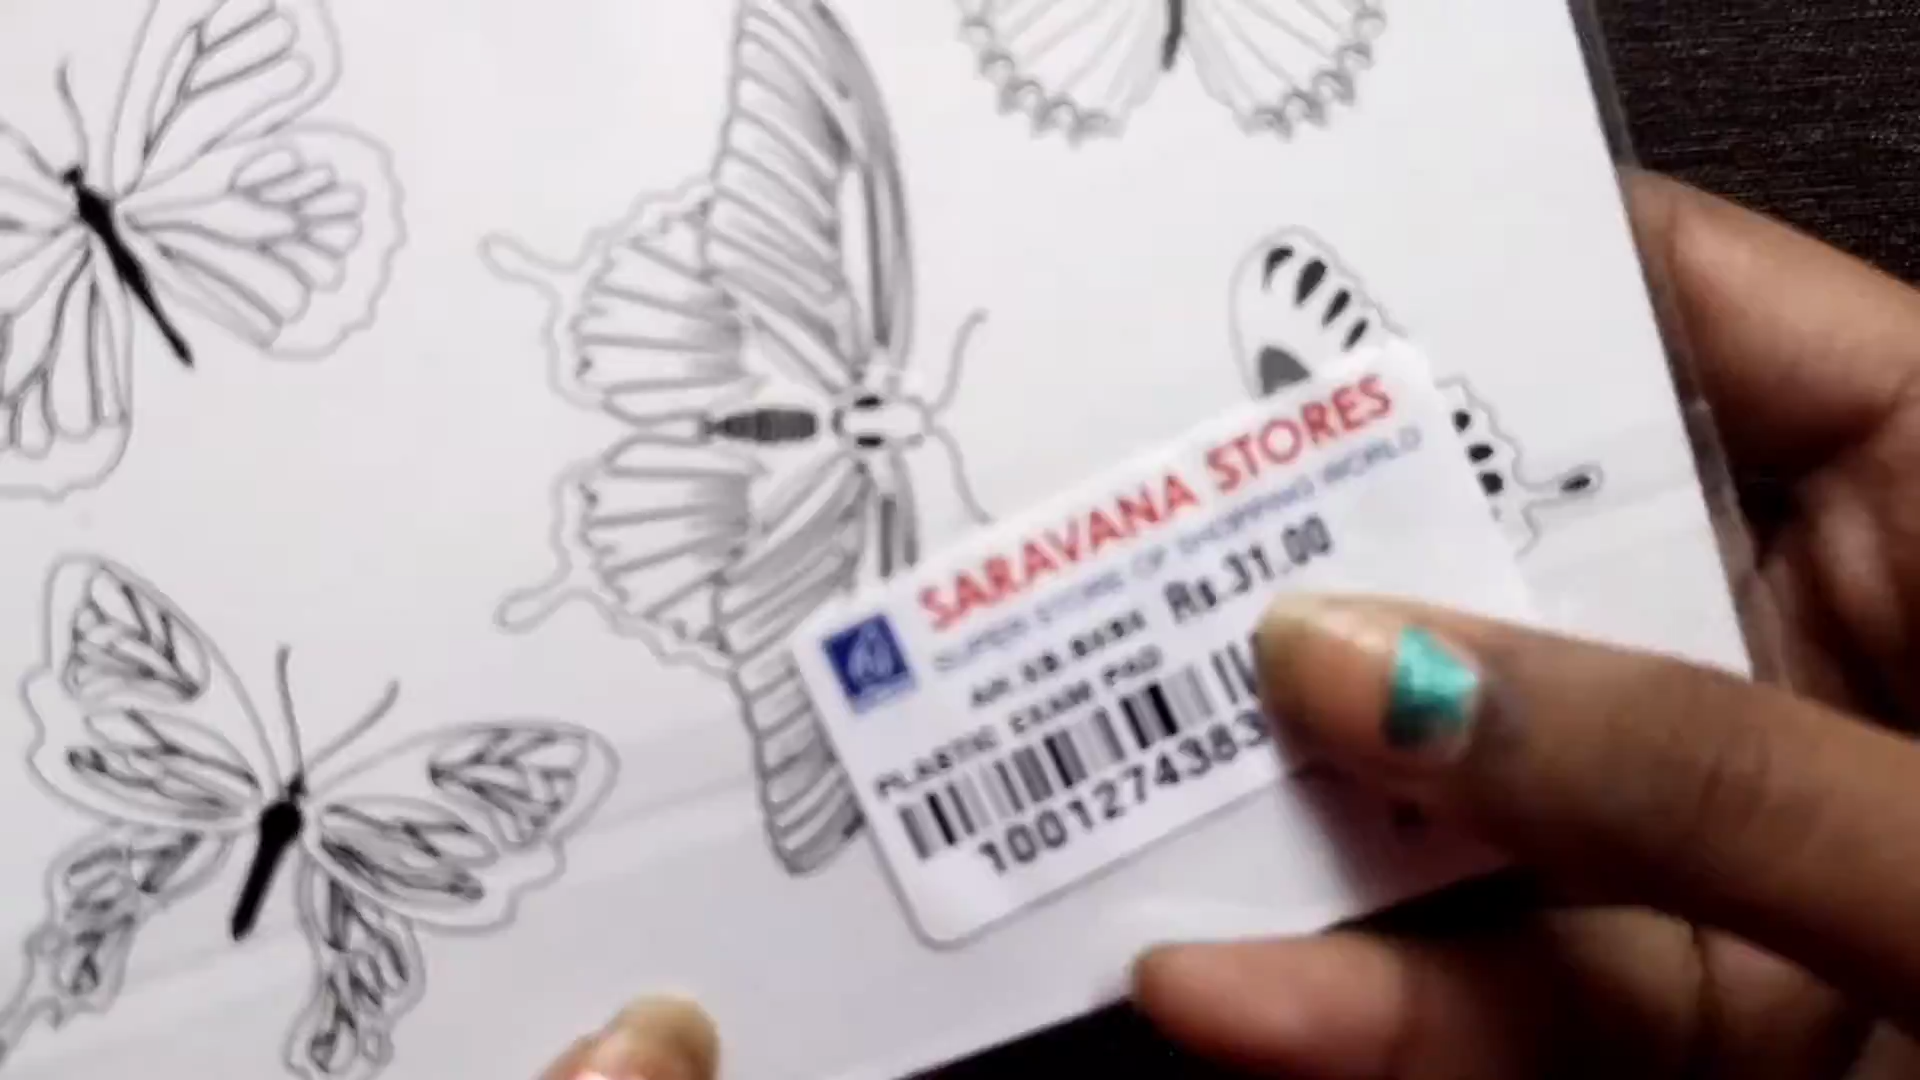 SARAVANA STORES
SUPER STORE OF SHOPPING WORLD
Rs.31.00
PLASTIC EXAM PAD
1001274383